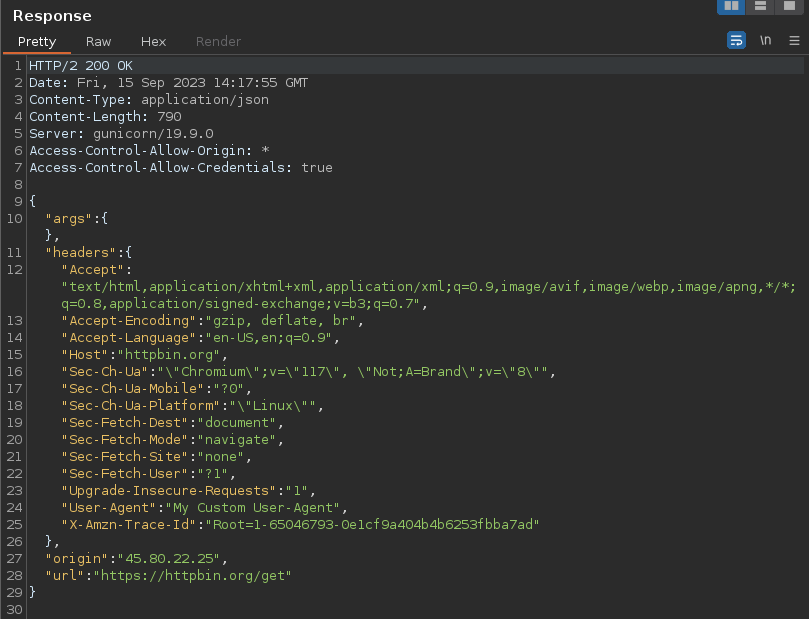 Response
Pretty Raw Hex Render \n
1 HTTP/2 200 OK
2 Date: Fri, 15 Sep 2023 14:17:55 GMT
3 Content-Type: application/json
4 Content-Length: 790
5 Server: gunicorn/19.9.0
6 Access-Control-Allow-Origin: *
7 Access-Control-Allow-Credentials: true
8
9 {
10 "args":{
},
11 "headers":{
12 "Accept":
"text/html,application/xhtml+xml,application/xml;q=0.9,image/avif,image/webp,image/apng,*/*;
q=0.8,application/signed-exchange;v=b3;q=0.7",
13 "Accept-Encoding":"gzip, deflate, br",
14 "Accept-Language":"en-US,en;q=0.9",
15 "Host":"httpbin.org",
16 "Sec-Ch-Ua":"\"Chromium\";v=\"117\", \"Not;A=Brand\";v=\"8\"",
17 "Sec-Ch-Ua-Mobile":"?0",
18 "Sec-Ch-Ua-Platform":"\"Linux\"",
19 "Sec-Fetch-Dest":"document",
20 "Sec-Fetch-Mode":"navigate",
21 "Sec-Fetch-Site":"none",
22 "Sec-Fetch-User":"?1",
23 "Upgrade-Insecure-Requests":"1",
24 "User-Agent":"My Custom User-Agent",
25 "X-Amzn-Trace-Id":"Root=1-65046793-0e1cf9a404b4b6253fbba7ad"
26 },
27 "origin":"45.80.22.25",
28 "url":"https://httpbin.org/get"
29 }
30